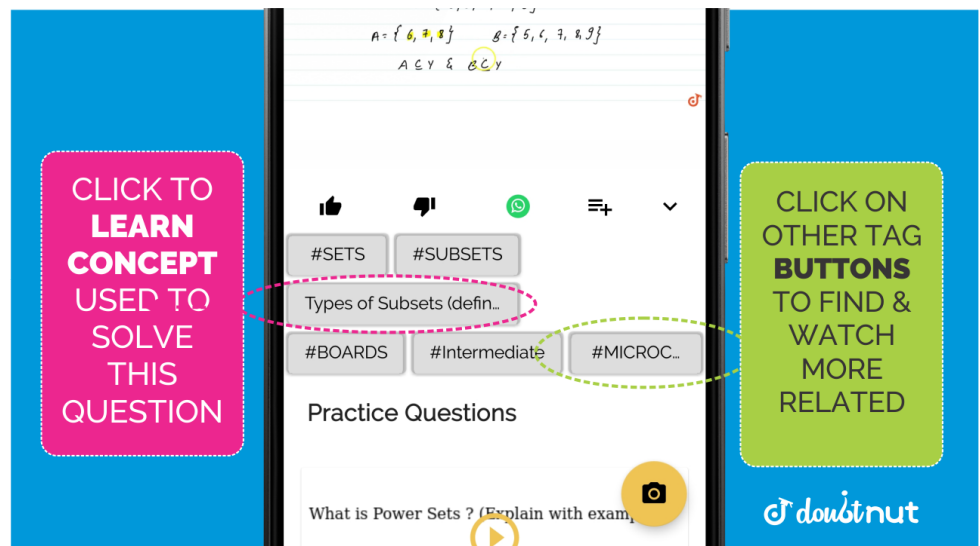 A = { 6, 7, 8 }   B = { 5, 6, 7, 8, 9 }
A ⊆ Y & B ⊆ Y
CLICK TO
LEARN
CONCEPT
USED TO
SOLVE
THIS
QUESTION
#SETS #SUBSETS
Types of Subsets (defin...
#BOARDS #Intermediate #MICROC...
Practice Questions
What is Power Sets ? (Explain with examp
CLICK ON
OTHER TAG
BUTTONS
TO FIND &
WATCH
MORE
RELATED
doubtnut